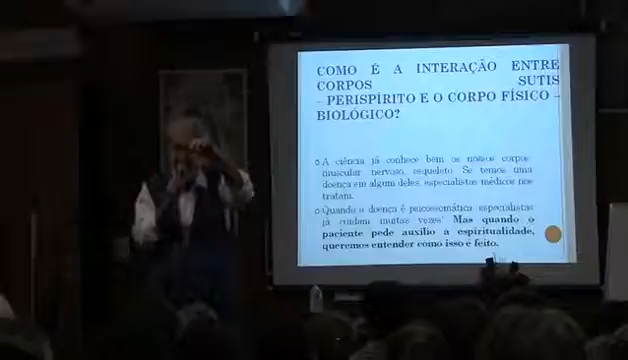 COMO É A INTERAÇÃO ENTRE
CORPOS SUTIS
– PERISPÍRITO E O CORPO FÍSICO –
BIOLÓGICO?
A ciência já conhece bem os nossos corpos
muscular nervoso esqueleto Se temos uma
doença em algum deles, especialistas médicos nos
tratam.
Quando a doença é psicossomática especialistas
já cuidam muitas vezes! Mas quando o
paciente pede auxílio a espiritualidade,
queremos entender como isso é feito.